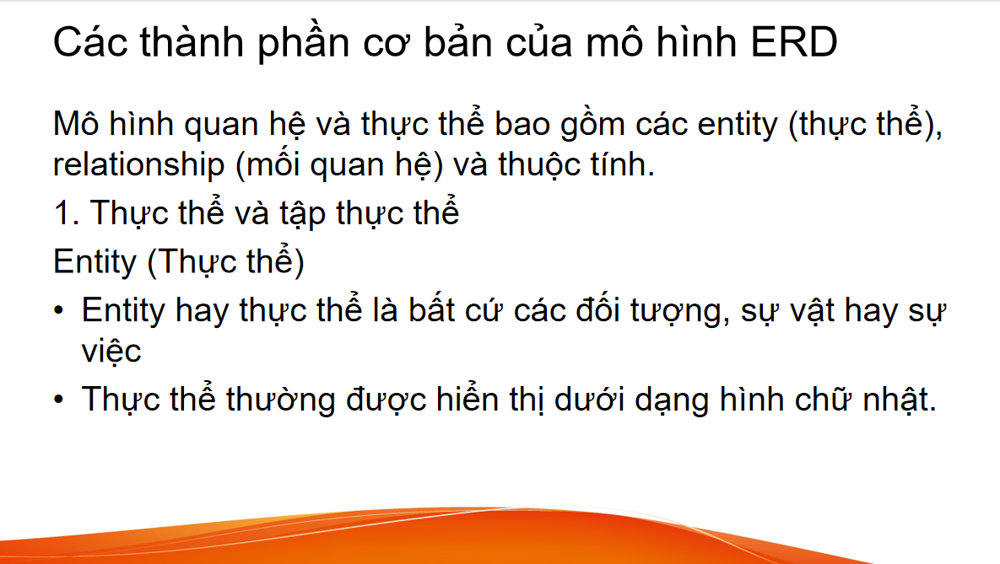 Các thành phần cơ bản của mô hình ERD
Mô hình quan hệ và thực thể bao gồm các entity (thực thể),
relationship (mối quan hệ) và thuộc tính.
1. Thực thể và tập thực thể
Entity (Thực thể)
• Entity hay thực thể là bất cứ các đối tượng, sự vật hay sự
việc
• Thực thể thường được hiển thị dưới dạng hình chữ nhật.